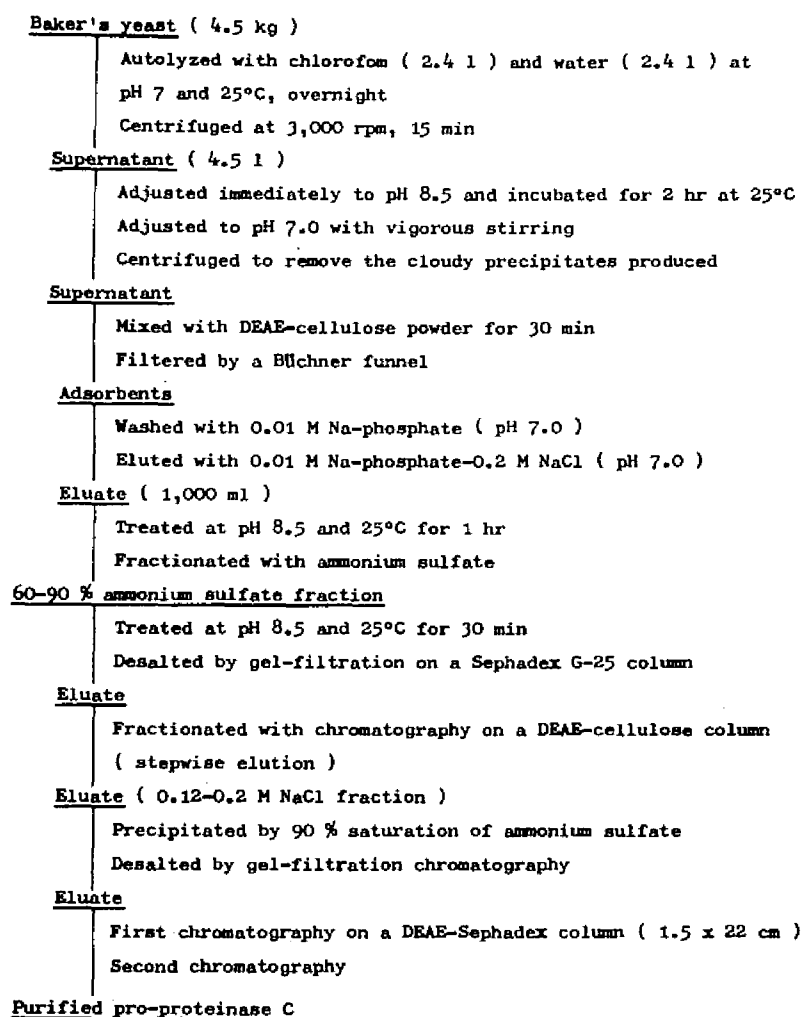 Baker's yeast ( 4.5 kg )
Autolyzed with chlorofom ( 2.4 l ) and water ( 2.4 l ) at
pH 7 and 25°C, overnight
Centrifuged at 3,000 rpm, 15 min
Supernatant ( 4.5 l )
Adjusted immediately to pH 8.5 and incubated for 2 hr at 25°C
Adjusted to pH 7.0 with vigorous stirring
Centrifuged to remove the cloudy precipitates produced
Supernatant
Mixed with DEAE-cellulose powder for 30 min
Filtered by a Büchner funnel
Adsorbents
Washed with 0.01 M Na-phosphate ( pH 7.0 )
Eluted with 0.01 M Na-phosphate-0.2 M NaCl ( pH 7.0 )
Eluate ( 1,000 ml )
Treated at pH 8.5 and 25°C for 1 hr
Fractionated with ammonium sulfate
60-90 % ammonium sulfate fraction
Treated at pH 8.5 and 25°C for 30 min
Desalted by gel-filtration on a Sephadex G-25 column
Eluate
Fractionated with chromatography on a DEAE-cellulose column
( stepwise elution )
Eluate ( 0.12-0.2 M NaCl fraction )
Precipitated by 90 % saturation of ammonium sulfate
Desalted by gel-filtration chromatography
Eluate
First chromatography on a DEAE-Sephadex column ( 1.5 x 22 cm )
Second chromatography
Purified pro-proteinase C